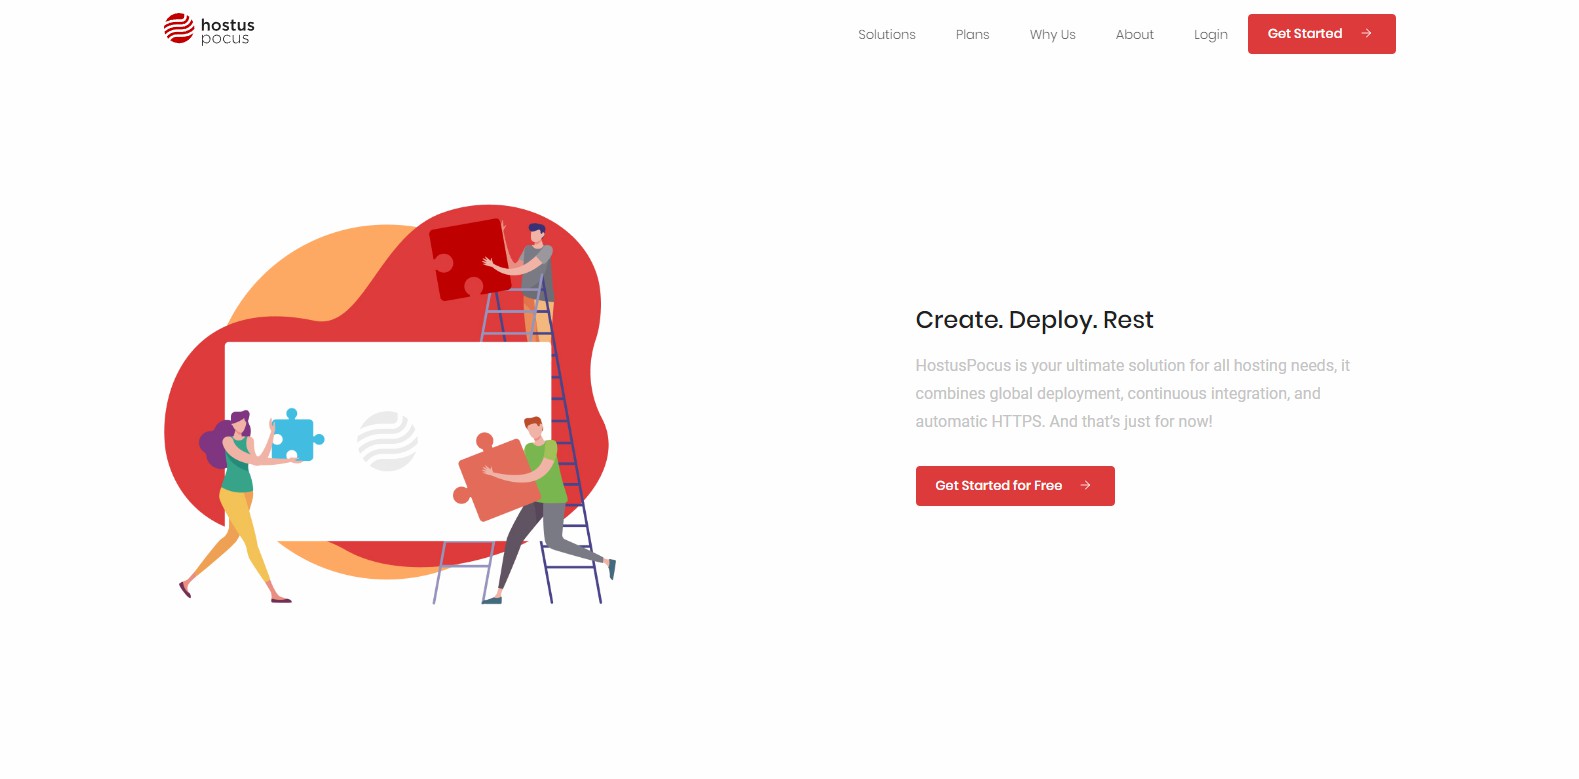 hostus
pocus
Solutions
Plans
Why Us
About
Login
Get Started
Create. Deploy. Rest
HostusPocus is your ultimate solution for all hosting needs, it
combines global deployment, continuous integration, and
automatic HTTPS. And that's just for now!
Get Started for Free